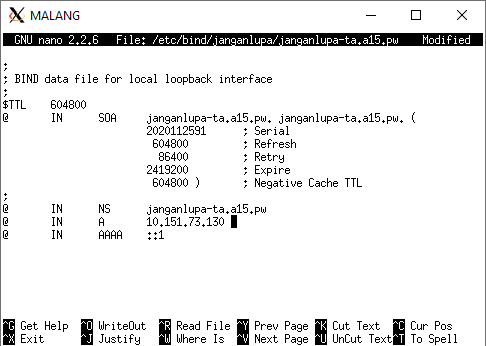 MALANG
GNU nano 2.2.6 File: /etc/bind/janganlupa/janganlupa-ta.a15.pw Modified
;
; BIND data file for local loopback interface
;
$TTL 604800
@ IN SOA janganlupa-ta.a15.pw. janganlupa-ta.a15.pw. (
2020112591 ; Serial
604800 ; Refresh
86400 ; Retry
2419200 ; Expire
604800 ) ; Negative Cache TTL
;
@ IN NS janganlupa-ta.a15.pw
@ IN A 10.151.73.130
@ IN AAAA ::1
^G Get Help ^O WriteOut ^R Read File ^Y Prev Page ^K Cut Text ^C Cur Pos
^X Exit ^J Justify ^W Where Is ^V Next Page ^U UnCut Text ^T To Spell